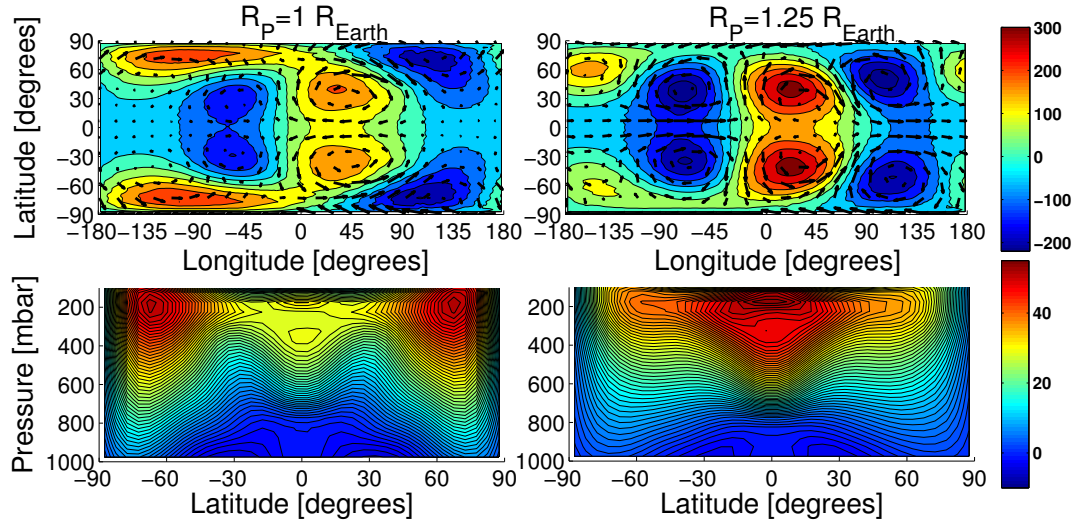 R_P=1 R_Earth
R_P=1.25 R_Earth
Latitude [degrees]
90
60
30
0
−30
−60
−90
−180 −135 −90 −45 0 45 90 135 180
Longitude [degrees]
90
60
30
0
−30
−60
−90
−180 −135 −90 −45 0 45 90 135 180
Longitude [degrees]
300
200
100
0
−100
−200
Pressure [mbar]
200
400
600
800
1000
−90 −60 −30 0 30 60 90
Latitude [degrees]
200
400
600
800
1000
−90 −60 −30 0 30 60 90
Latitude [degrees]
40
20
0